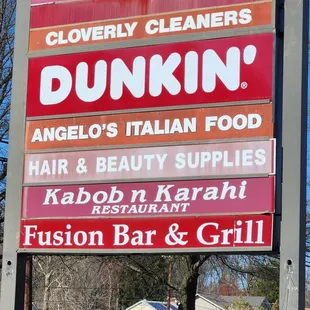 CLOVERLY CLEANERS
DUNKIN'®
ANGELO'S ITALIAN FOOD
HAIR & BEAUTY SUPPLIES
Kabob n Karahi
RESTAURANT
Fusion Bar & Grill